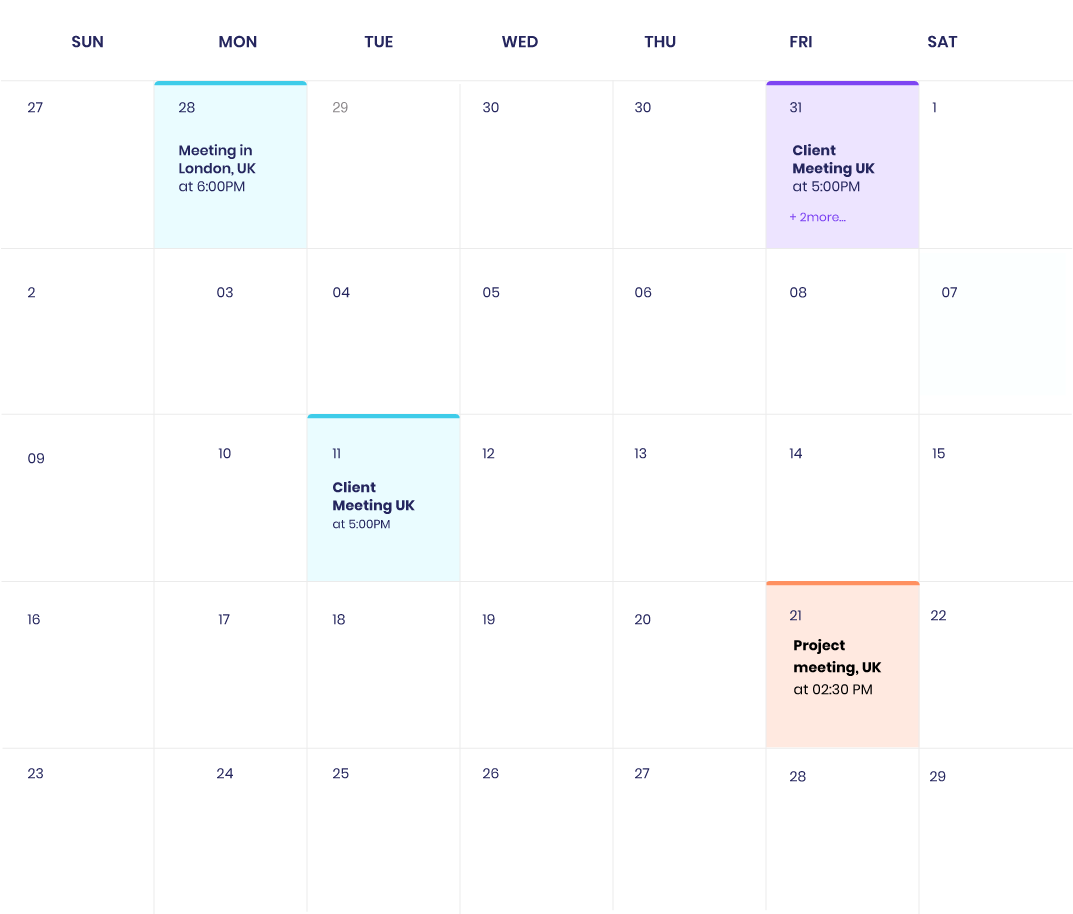 SUN MON TUE WED THU FRI SAT
27 28 29 30 30 31 1
Meeting in
London, UK
at 6:00PM
Client
Meeting UK
at 5:00PM
+ 2more...
2 03 04 05 06 08 07
09 10 11 12 13 14 15
Client
Meeting UK
at 5:00PM
16 17 18 19 20 21 22
Project
meeting, UK
at 02:30 PM
23 24 25 26 27 28 29